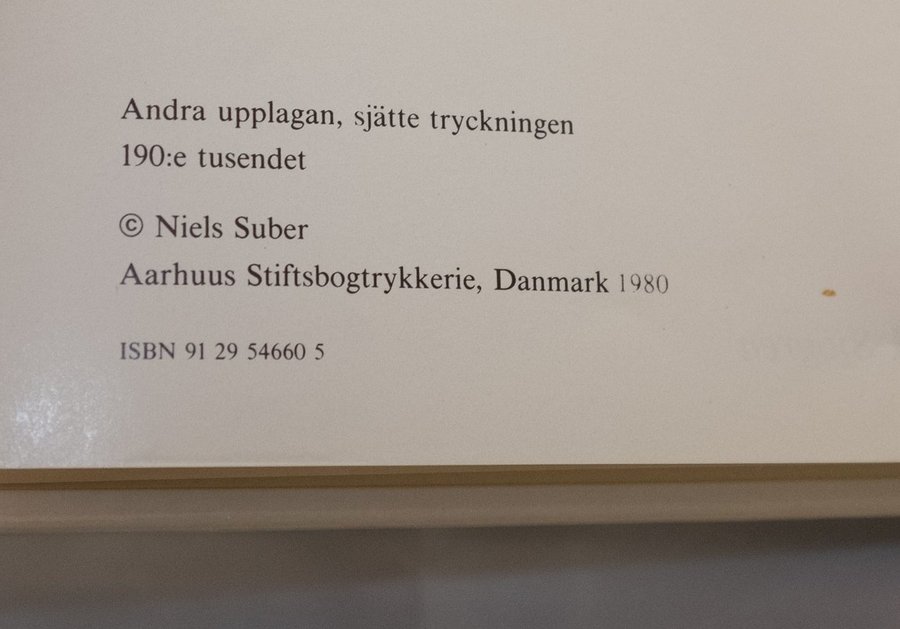 Andra upplagan, sjätte tryckningen
190:e tusendet
© Niels Suber
Aarhuus Stiftsbogtrykkerie, Danmark 1980
ISBN 91 29 54660 5